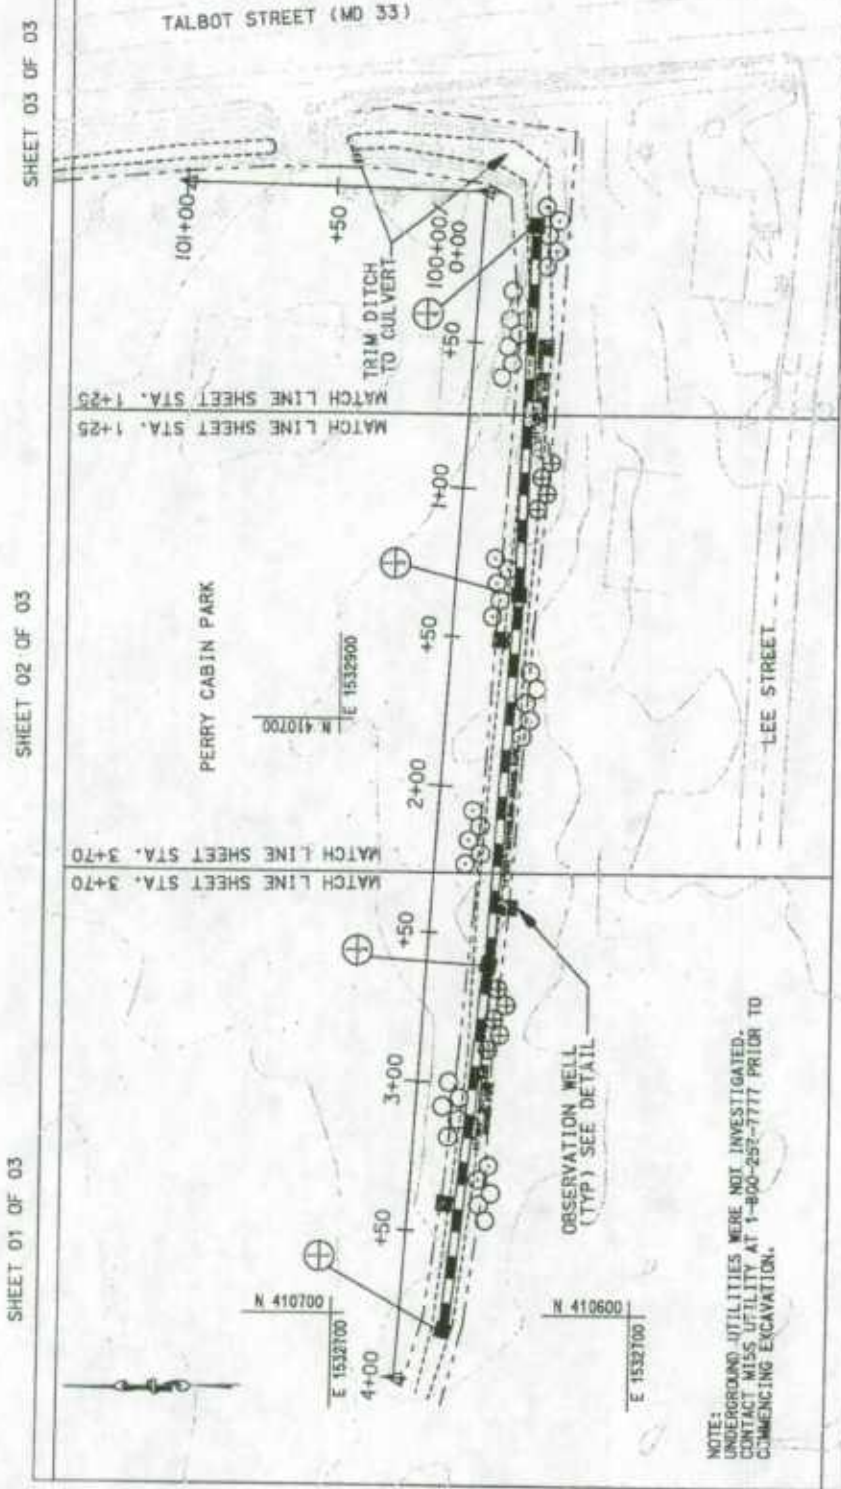 SHEET 01 OF 03
SHEET 02 OF 03
SHEET 03 OF 03
TALBOT STREET (MD 33)
PERRY CABIN PARK
MATCH LINE SHEET STA. 3+70
MATCH LINE SHEET STA. 3+70
MATCH LINE SHEET STA. 1+25
MATCH LINE SHEET STA. 1+25
101+00
+50
100+00/
0+00
+50
1+00
+50
2+00
+50
3+00
+50
4+00
TRIM DITCH
TO CULVERT
N 410700
E 1532900
N 410700
E 1532700
N 410600
E 1532700
OBSERVATION WELL
(TYP) SEE DETAIL
LEE STREET
NOTE:
UNDERGROUND UTILITIES WERE NOT INVESTIGATED.
CONTACT MISS UTILITY AT 1-800-257-7777 PRIOR TO
COMMENCING EXCAVATION.